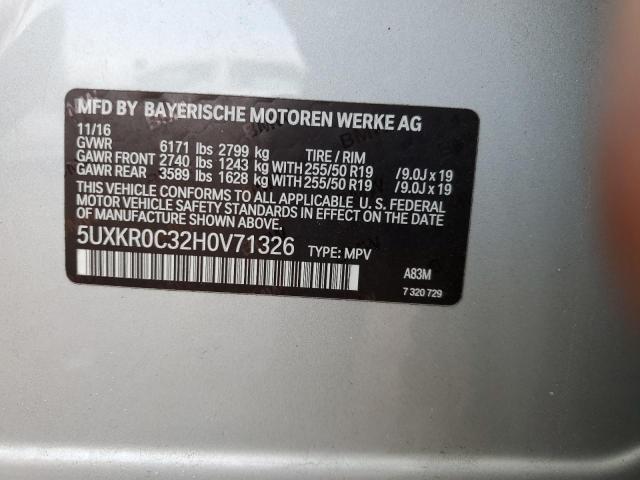 MFD BY BAYERISCHE MOTOREN WERKE AG
11/16
GVWR 6171 lbs 2799 kg TIRE / RIM
GAWR FRONT 2740 lbs 1243 kg WITH 255/50 R19 /9.0J x 19
GAWR REAR 3589 lbs 1628 kg WITH 255/50 R19 /9.0J x 19
THIS VEHICLE CONFORMS TO ALL APPLICABLE U. S. FEDERAL
MOTOR VEHICLE SAFETY STANDARDS IN EFFECT ON THE DATE
OF MANUFACTURE SHOWN ABOVE.
5UXKR0C32H0V71326 TYPE: MPV
A83M
7 320 729